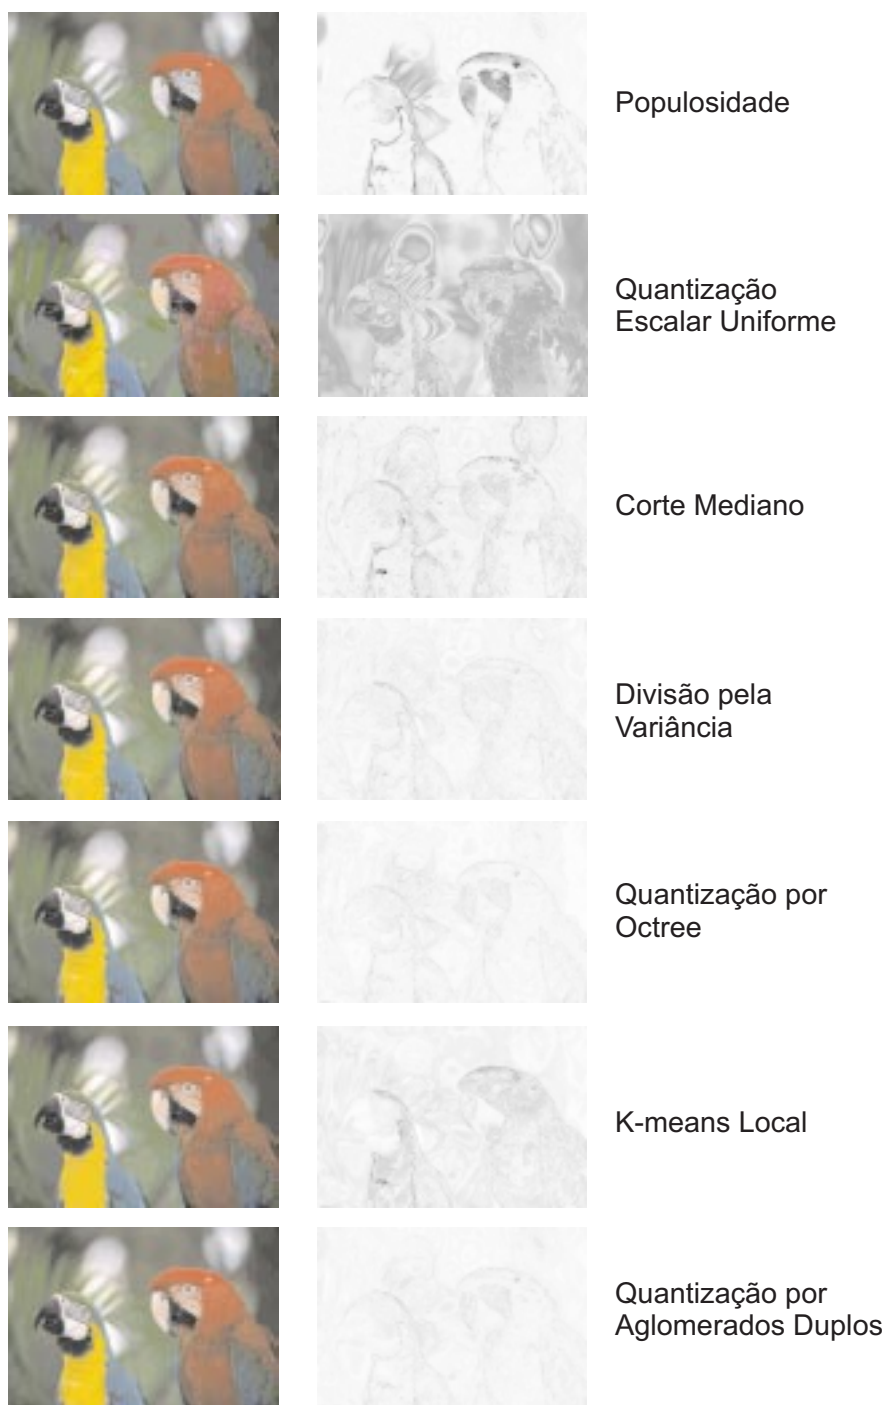 Populosidade
Quantização
Escalar Uniforme
Corte Mediano
Divisão pela
Variância
Quantização por
Octree
K-means Local
Quantização por
Aglomerados Duplos